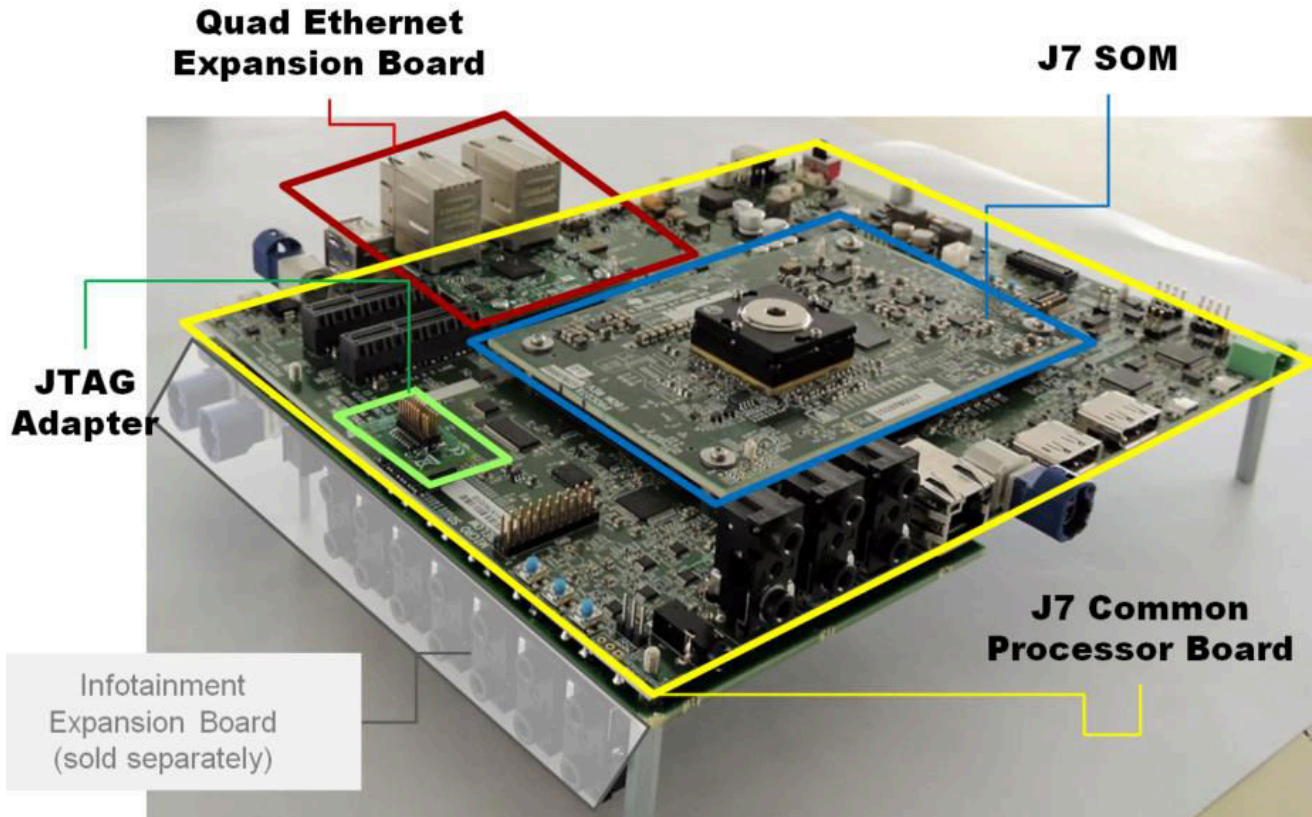 Quad Ethernet
Expansion Board
J7 SOM
JTAG
Adapter
J7 Common
Processor Board
Infotainment
Expansion Board
(sold separately)